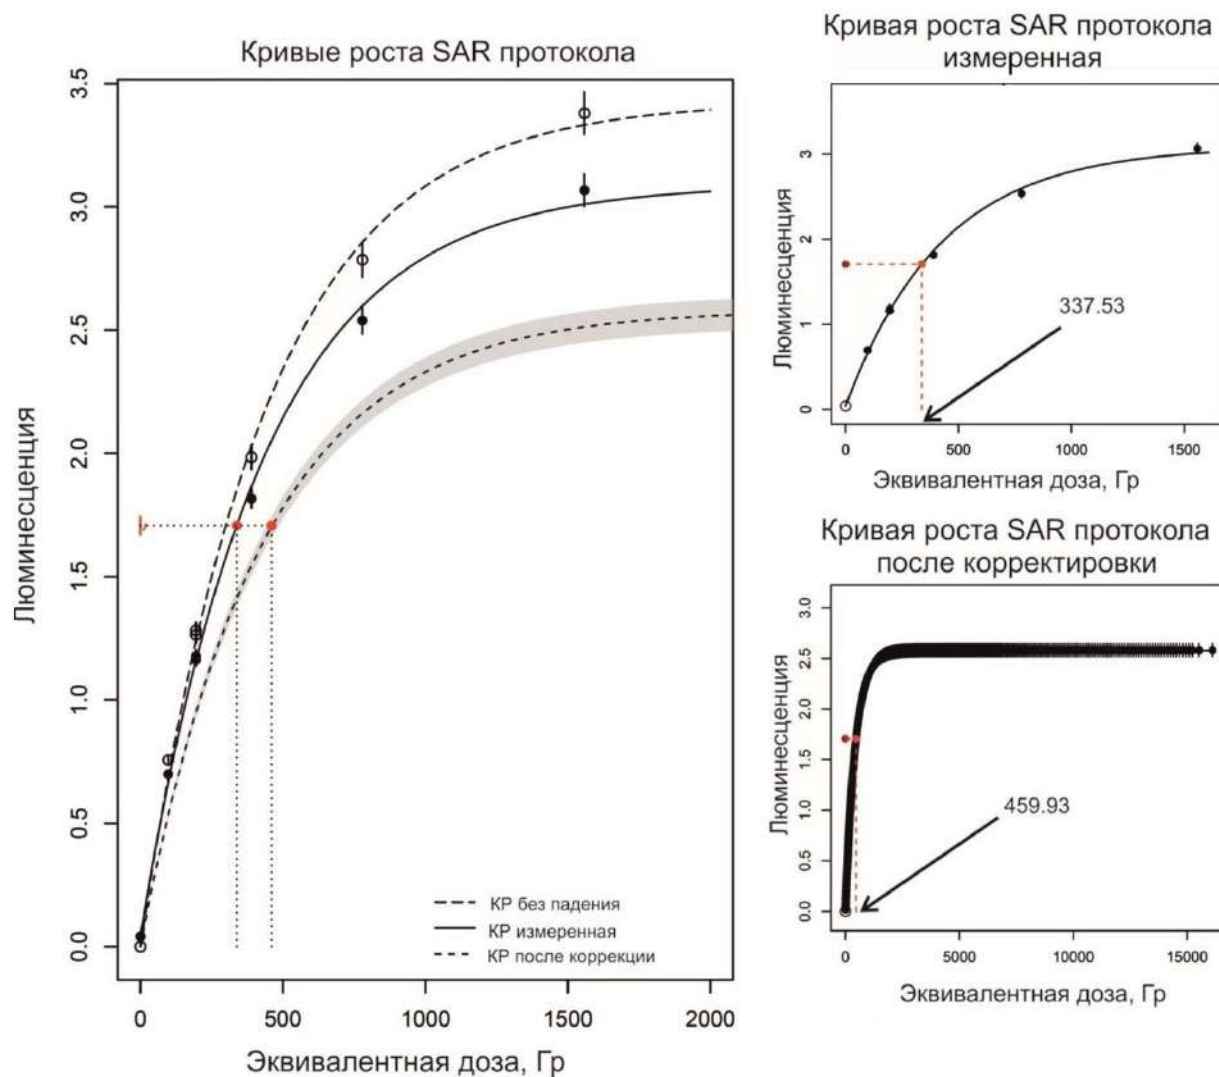 Кривые роста SAR протокола
Люминесценция
3.5
3.0
2.5
2.0
1.5
1.0
0.5
0.0
КР без падения
КР измеренная
КР после коррекции
0 500 1000 1500 2000
Эквивалентная доза, Гр
Кривая роста SAR протокола
измеренная
Люминесценция
3
2
1
0
337.53
0 500 1000 1500
Эквивалентная доза, Гр
Кривая роста SAR протокола
после корректировки
Люминесценция
3.0
2.5
2.0
1.5
1.0
0.5
0.0
459.93
0 5000 10000 15000
Эквивалентная доза, Гр